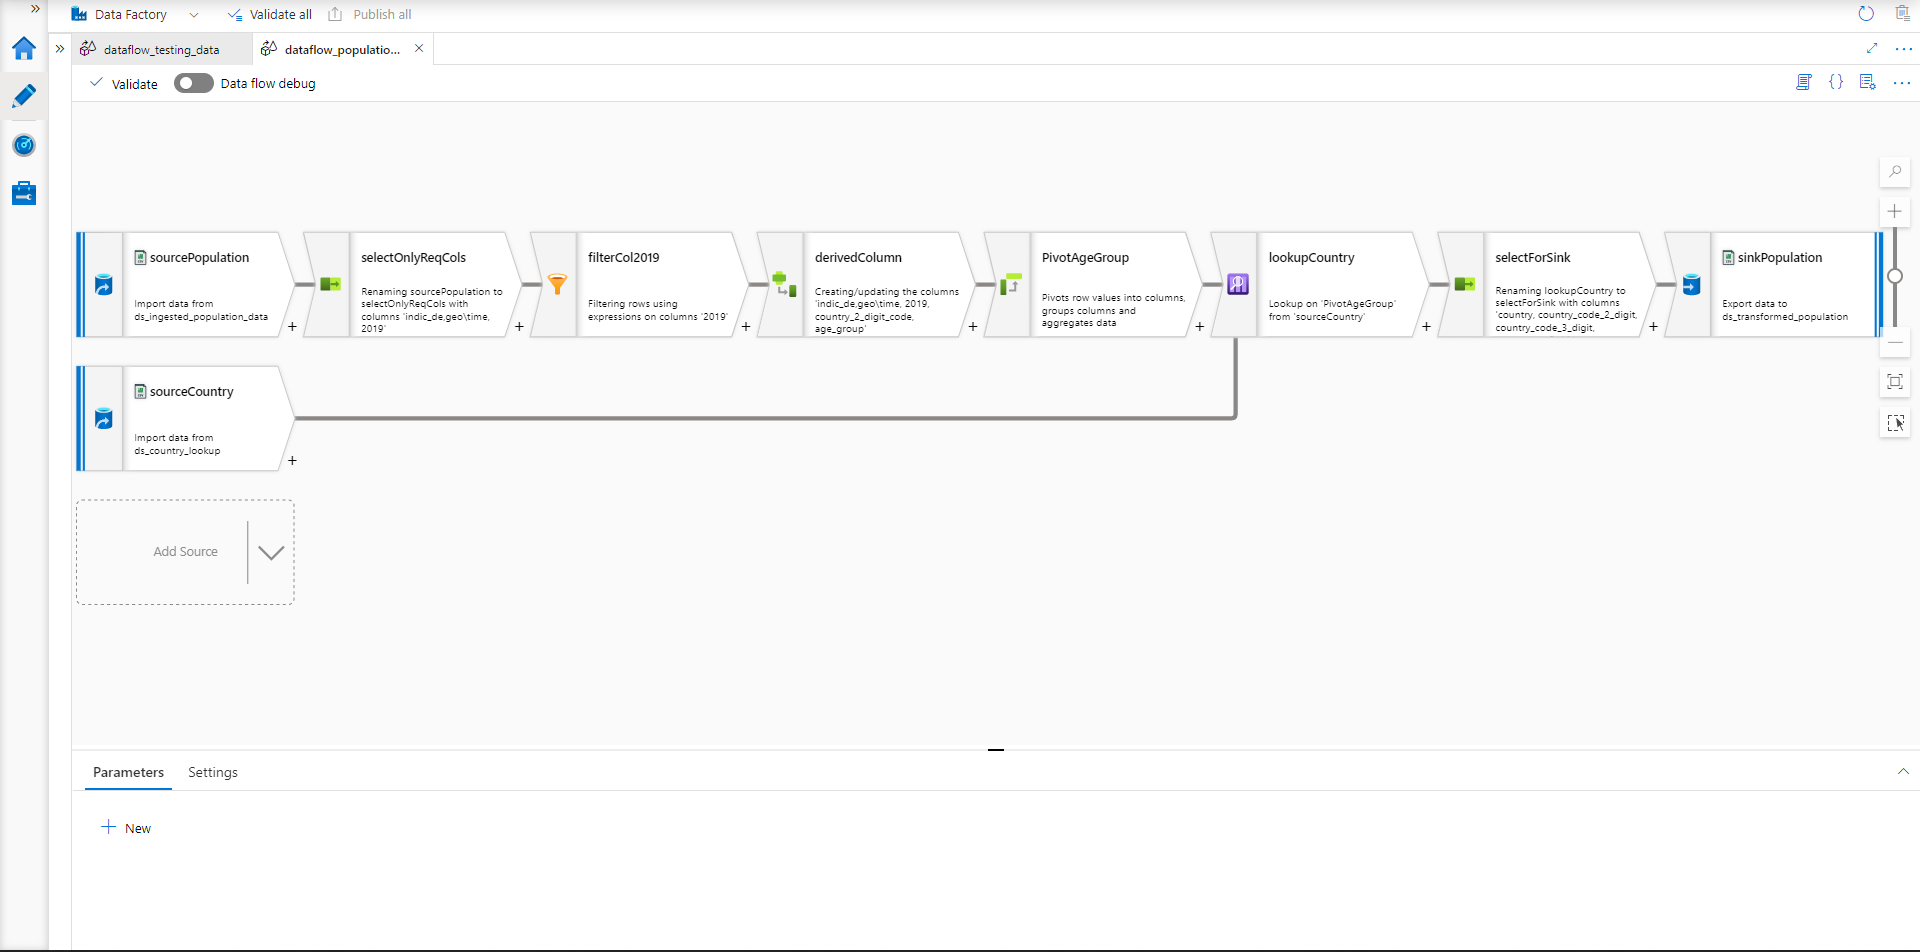 Data Factory
Validate all
Publish all
dataflow_testing_data
dataflow_populatio...
Validate
Data flow debug
sourcePopulation
Import data from
ds_ingested_population_data
selectOnlyReqCols
Renaming sourcePopulation to
selectOnlyReqCols with
columns 'indic_de,geo\time,
2019'
filterCol2019
Filtering rows using
expressions on columns '2019'
derivedColumn
Creating/updating the columns
'indic_de,geo\time, 2019,
country_2_digit_code,
age_group'
PivotAgeGroup
Pivots row values into columns,
groups columns and
aggregates data
lookupCountry
Lookup on 'PivotAgeGroup'
from 'sourceCountry'
selectForSink
Renaming lookupCountry to
selectForSink with columns
'country, country_code_2_digit,
country_code_3_digit,
sinkPopulation
Export data to
ds_transformed_population
sourceCountry
Import data from
ds_country_lookup
Add Source
Parameters
Settings
New